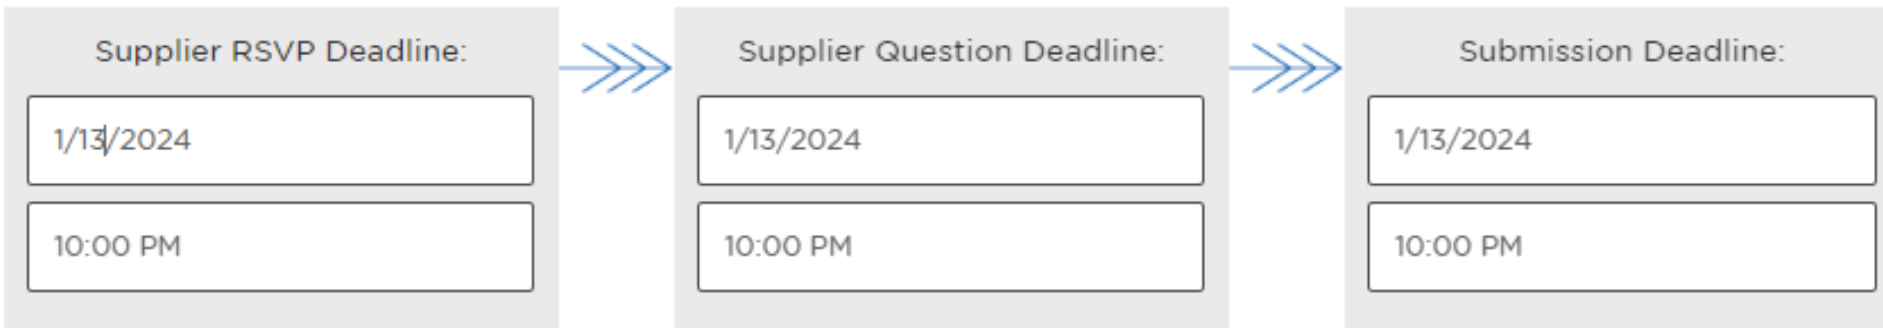 Supplier RSVP Deadline:
1/13/2024
10:00 PM
Supplier Question Deadline:
1/13/2024
10:00 PM
Submission Deadline:
1/13/2024
10:00 PM